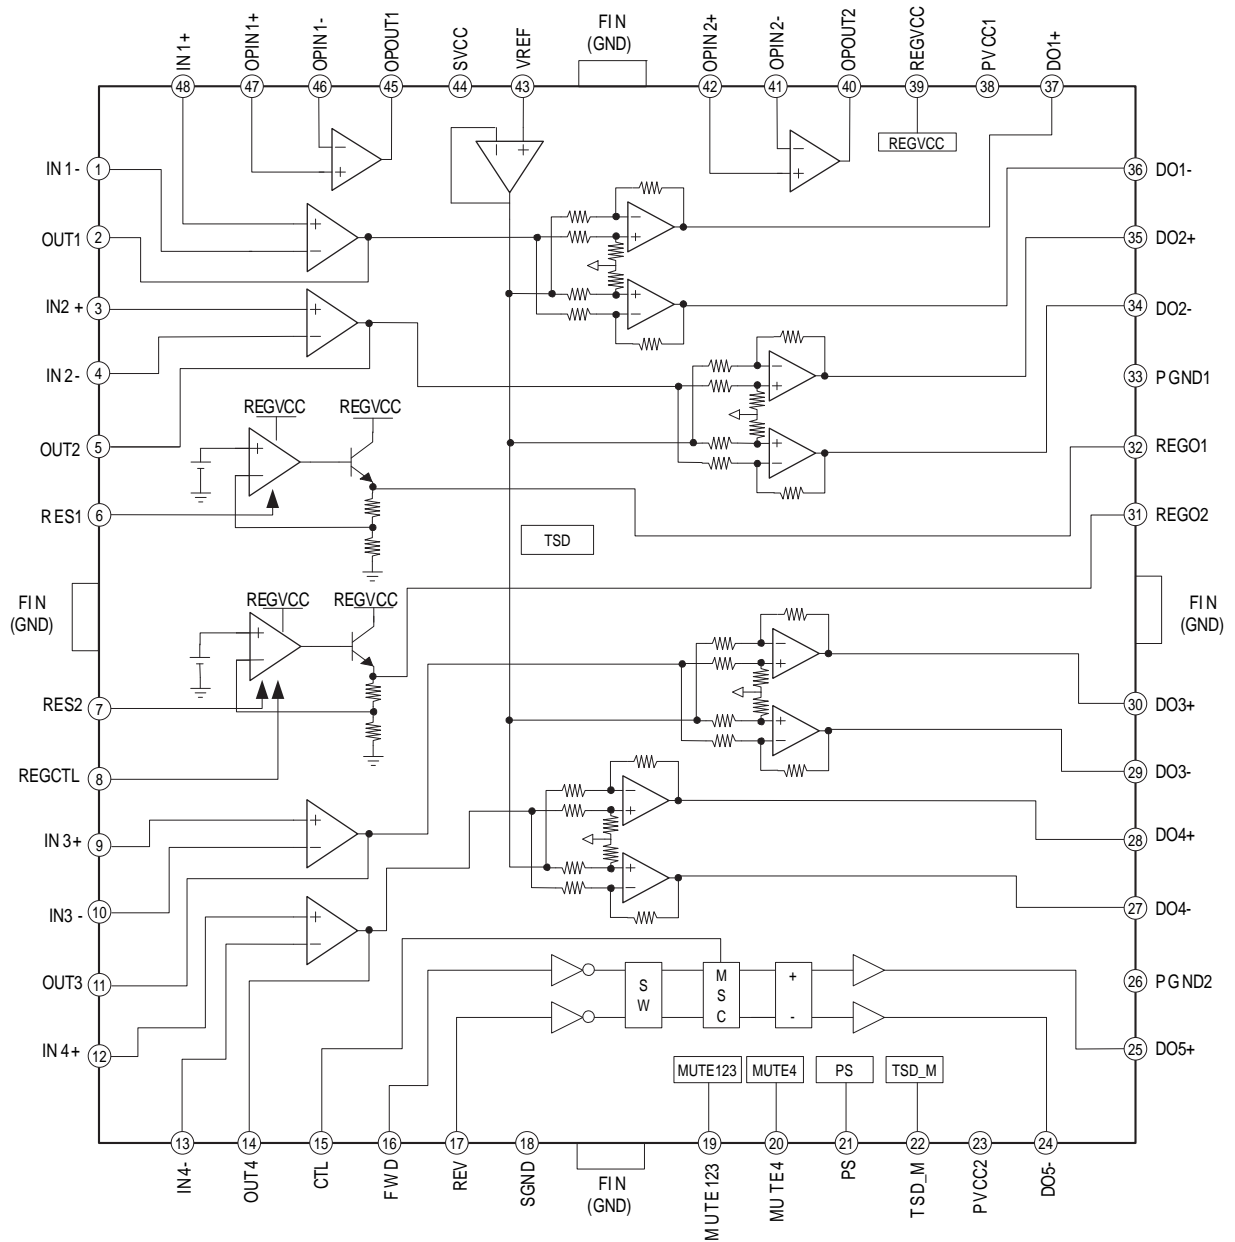 IN1+
OPIN1+
OPIN1-
OPOUT1
SVCC
VREF
FIN
(GND)
OPIN2+
OPIN2-
OPOUT2
REGVCC
PVCC1
DO1+
48
47
46
45
44
43
42
41
40
39
38
37
REGVCC
IN1-
1
OUT1
2
IN2 +
3
IN2-
4
OUT2
5
RES1
6
FIN
(GND)
RES2
7
REGCTL
8
IN3+
9
IN3 -
10
OUT3
11
IN4+
12
- +
- +
+ -
+ -
- +
- +
+ -
- +
+ -
REGVCC
REGVCC
+ -
TSD
REGVCC
REGVCC
+ -
- +
+ -
- +
+ -
+ -
+ -
S
W
M
S
C
+
-
MUTE123
MUTE4
PS
TSD_M
36
DO1-
35
DO2+
34
DO2-
33
PGND1
32
REGO1
31
REGO2
FIN
(GND)
30
DO3+
29
DO3-
28
DO4+
27
DO4-
26
PGND2
25
DO5+
13
14
15
16
17
18
19
20
21
22
23
24
IN4-
OUT4
CTL
FWD
REV
SGND
FIN
(GND)
MUTE123
MUTE4
PS
TSD_M
PVCC2
DO5-